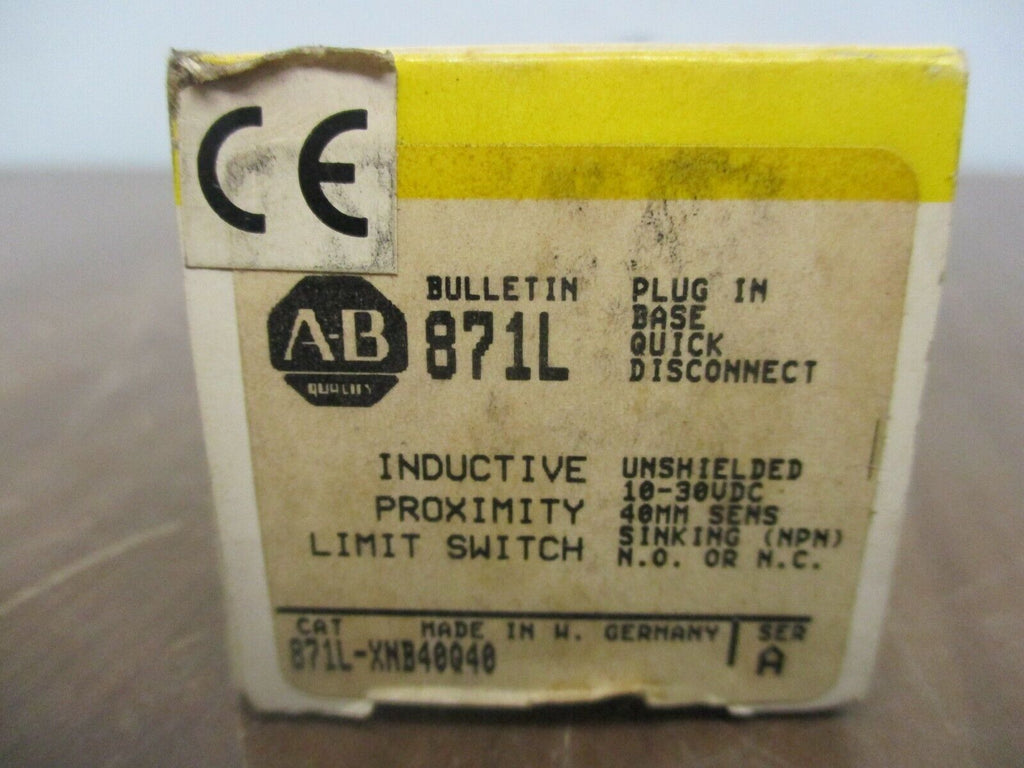 CE
A-B
QUALITY
BULLETIN
871L
PLUG IN
BASE
QUICK
DISCONNECT
INDUCTIVE
PROXIMITY
LIMIT SWITCH
UNSHIELDED
10-30VDC
40MM SENS
SINKING (NPN)
N.O. OR N.C.
CAT MADE IN W. GERMANY SER
871L-XNB40Q40 A